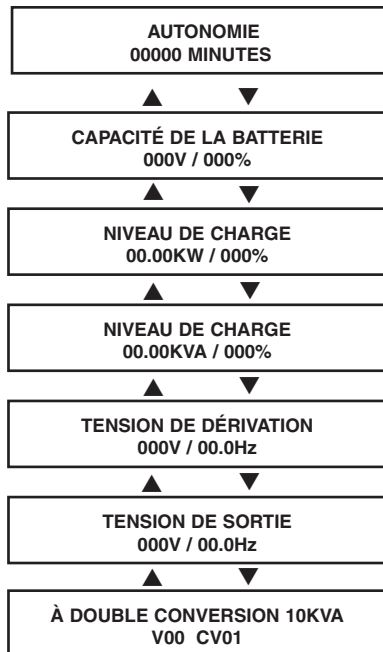 AUTONOMIE
00000 MINUTES
CAPACITÉ DE LA BATTERIE
000V / 000%
NIVEAU DE CHARGE
00.00KW / 000%
NIVEAU DE CHARGE
00.00KVA / 000%
TENSION DE DÉRIVATION
000V / 00.0Hz
TENSION DE SORTIE
000V / 00.0Hz
À DOUBLE CONVERSION 10KVA
V00 CV01